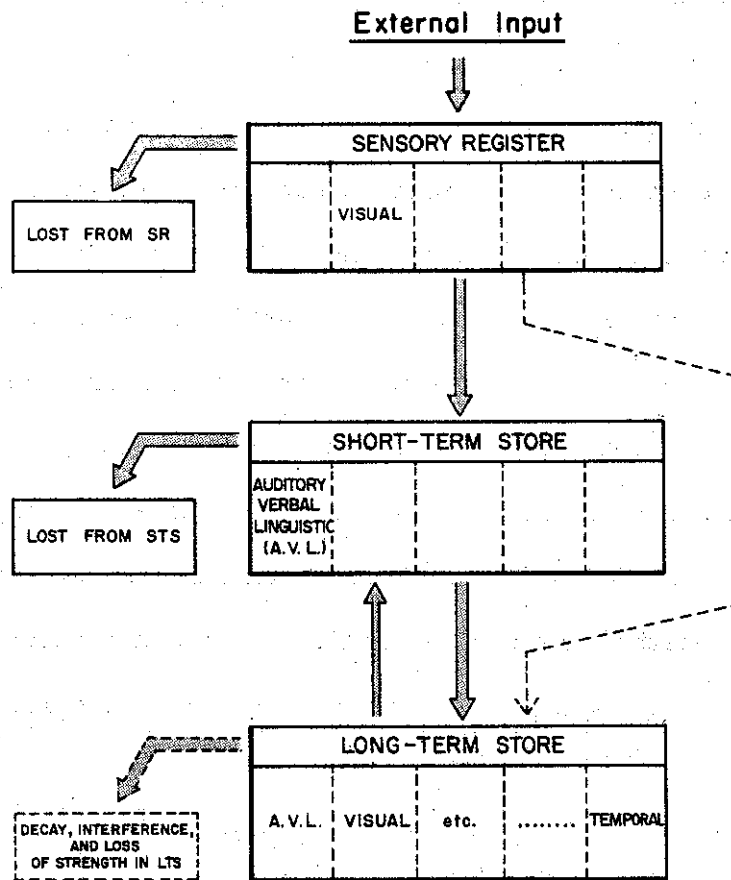 External Input
SENSORY REGISTER
VISUAL
LOST FROM SR
SHORT-TERM STORE
AUDITORY
VERBAL
LINGUISTIC
(A.V.L.)
LOST FROM STS
LONG-TERM STORE
A.V.L. VISUAL etc. ........ TEMPORAL
DECAY, INTERFERENCE,
AND LOSS
OF STRENGTH IN LTS